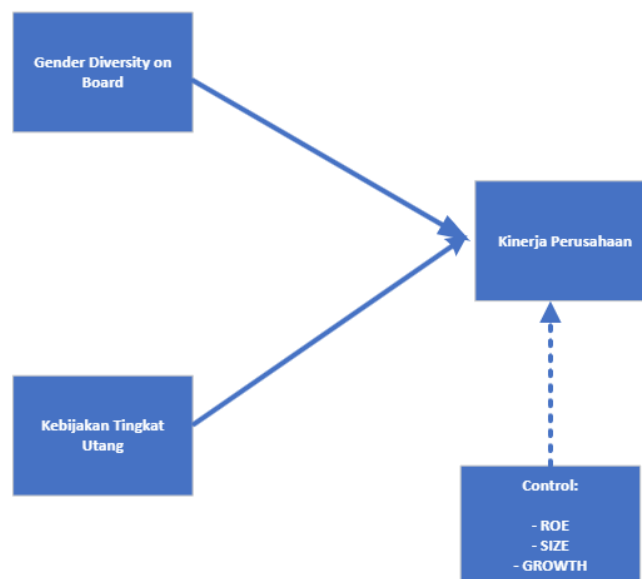 Gender Diversity on
Board
Kinerja Perusahaan
Kebijakan Tingkat
Utang
Control:
- ROE
- SIZE
- GROWTH